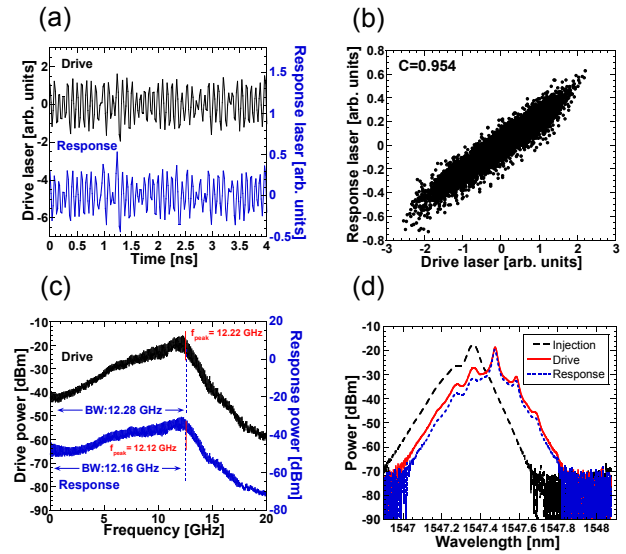 (a)
Drive
Response
Drive laser [arb. units]
2
0
-2
-4
-6
Response laser [arb. units]
1.5
1
0.5
0
-0.5
0 0.5 1 1.5 2 2.5 3 3.5 4
Time [ns]
(b)
C=0.954
Response laser [arb. units]
0.8
0.6
0.4
0.2
0
-0.2
-0.4
-0.6
-0.8
-3 -2 -1 0 1 2 3
Drive laser [arb. units]
(c)
Drive power [dBm]
-10
-20
-30
-40
-50
-60
-70
-80
-90
Response power [dBm]
20
0
-20
-40
-60
-80
fpeak= 12.22 GHz
Drive
BW:12.28 GHz
fpeak= 12.12 GHz
BW:12.16 GHz
Response
0 5 10 15 20
Frequency [GHz]
(d)
Power [dBm]
-10
-20
-30
-40
-50
-60
-70
-80
-90
Injection
Drive
Response
1547 1547.2 1547.4 1547.6 1547.8 1548
Wavelength [nm]